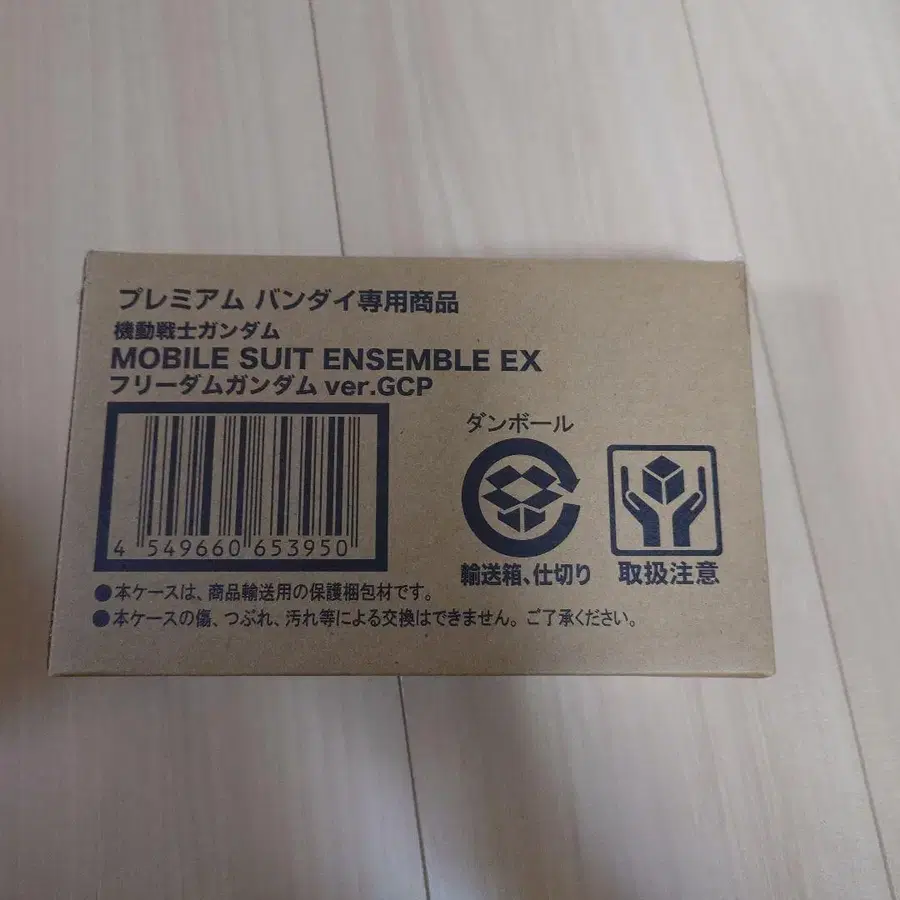 プレミアム バンダイ専用商品
機動戦士ガンダム
MOBILE SUIT ENSEMBLE EX
フリーダムガンダム ver.GCP
4 549660 653950
ダンボール
輸送箱、仕切り
取扱注意
●本ケースは、商品輸送用の保護梱包材です。
●本ケースの傷、つぶれ、汚れ等による交換はできません。ご了承ください。